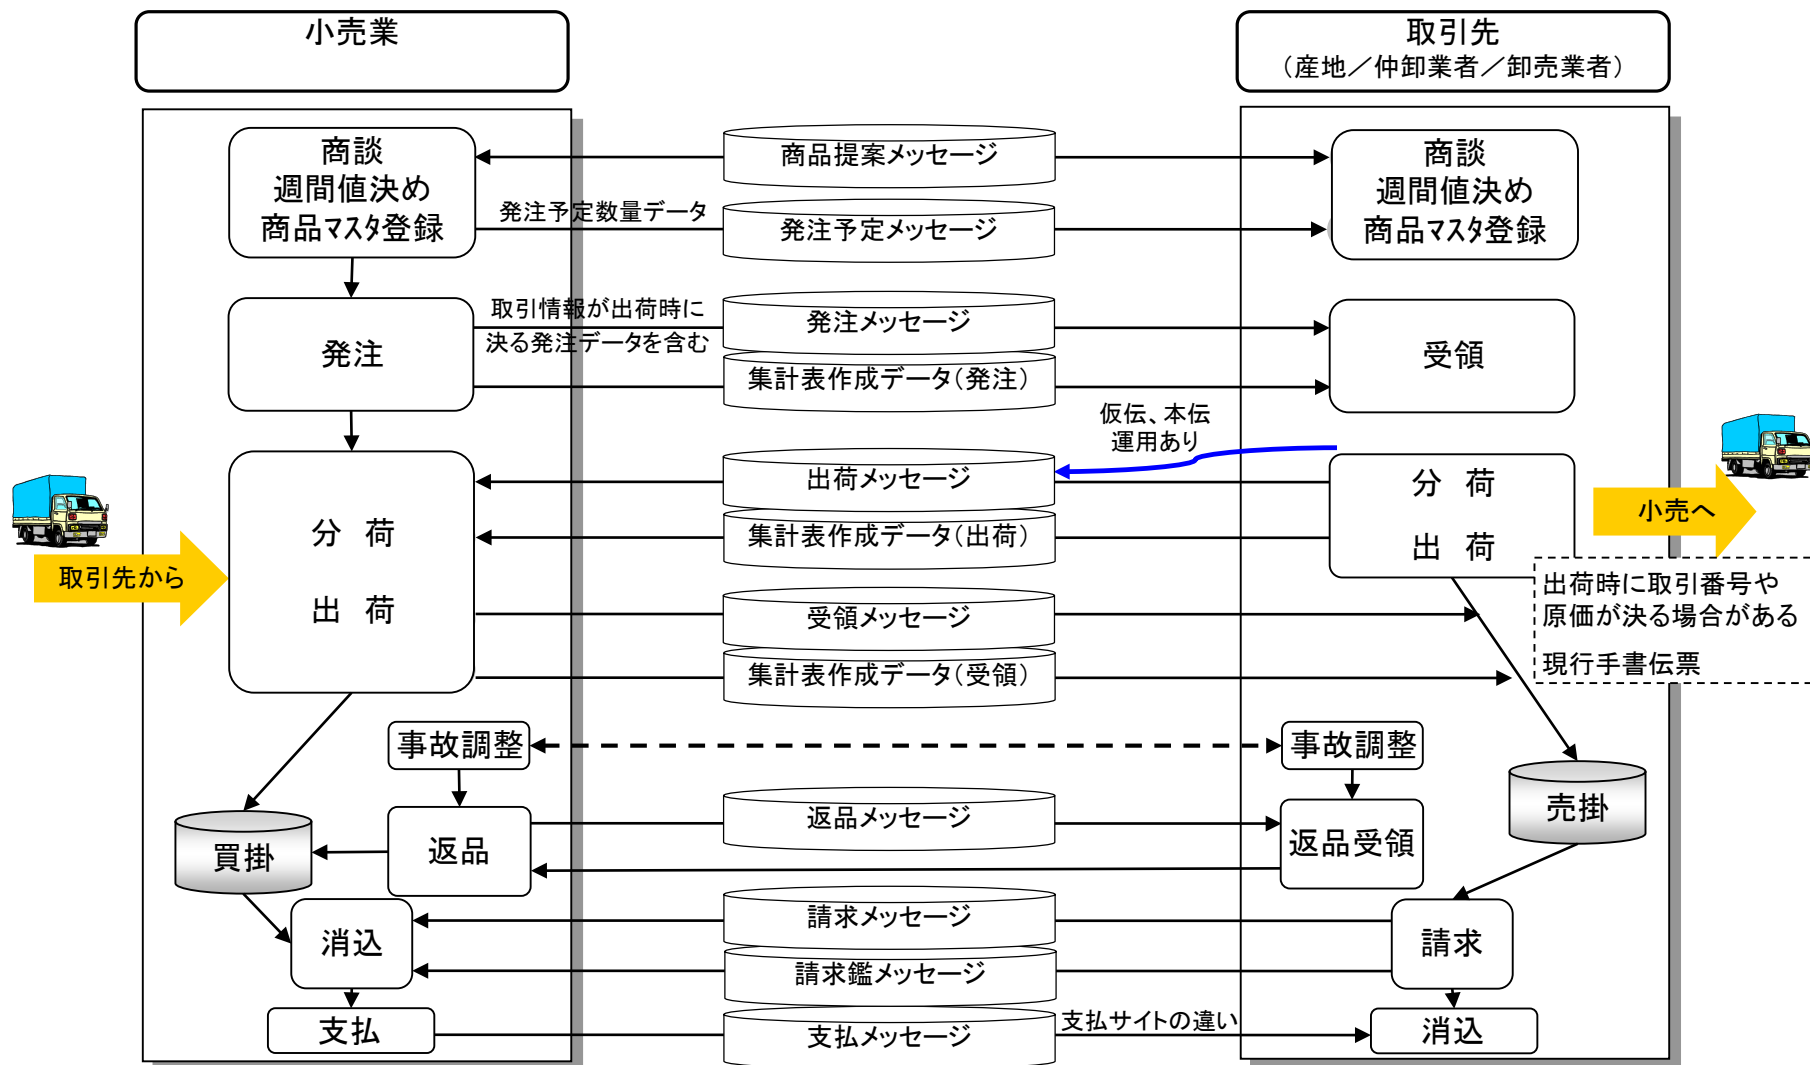 小売業
取引先
（産地／仲卸業者／卸売業者）
商談
週間値決め
商品マスタ登録
商品提案メッセージ
商談
週間値決め
商品マスタ登録
発注予定数量データ
発注予定メッセージ
発注
取引情報が出荷時に
決る発注データを含む
発注メッセージ
集計表作成データ（発注）
受領
仮伝、本伝
運用あり
分　荷
出　荷
出荷メッセージ
集計表作成データ（出荷）
分　荷
出　荷
取引先から
小売へ
出荷時に取引番号や
原価が決る場合がある
現行手書伝票
受領メッセージ
集計表作成データ（受領）
事故調整
事故調整
買掛
返品
返品メッセージ
返品受領
売掛
消込
請求メッセージ
請求鑑メッセージ
請求
支払
支払メッセージ
支払サイトの違い
消込